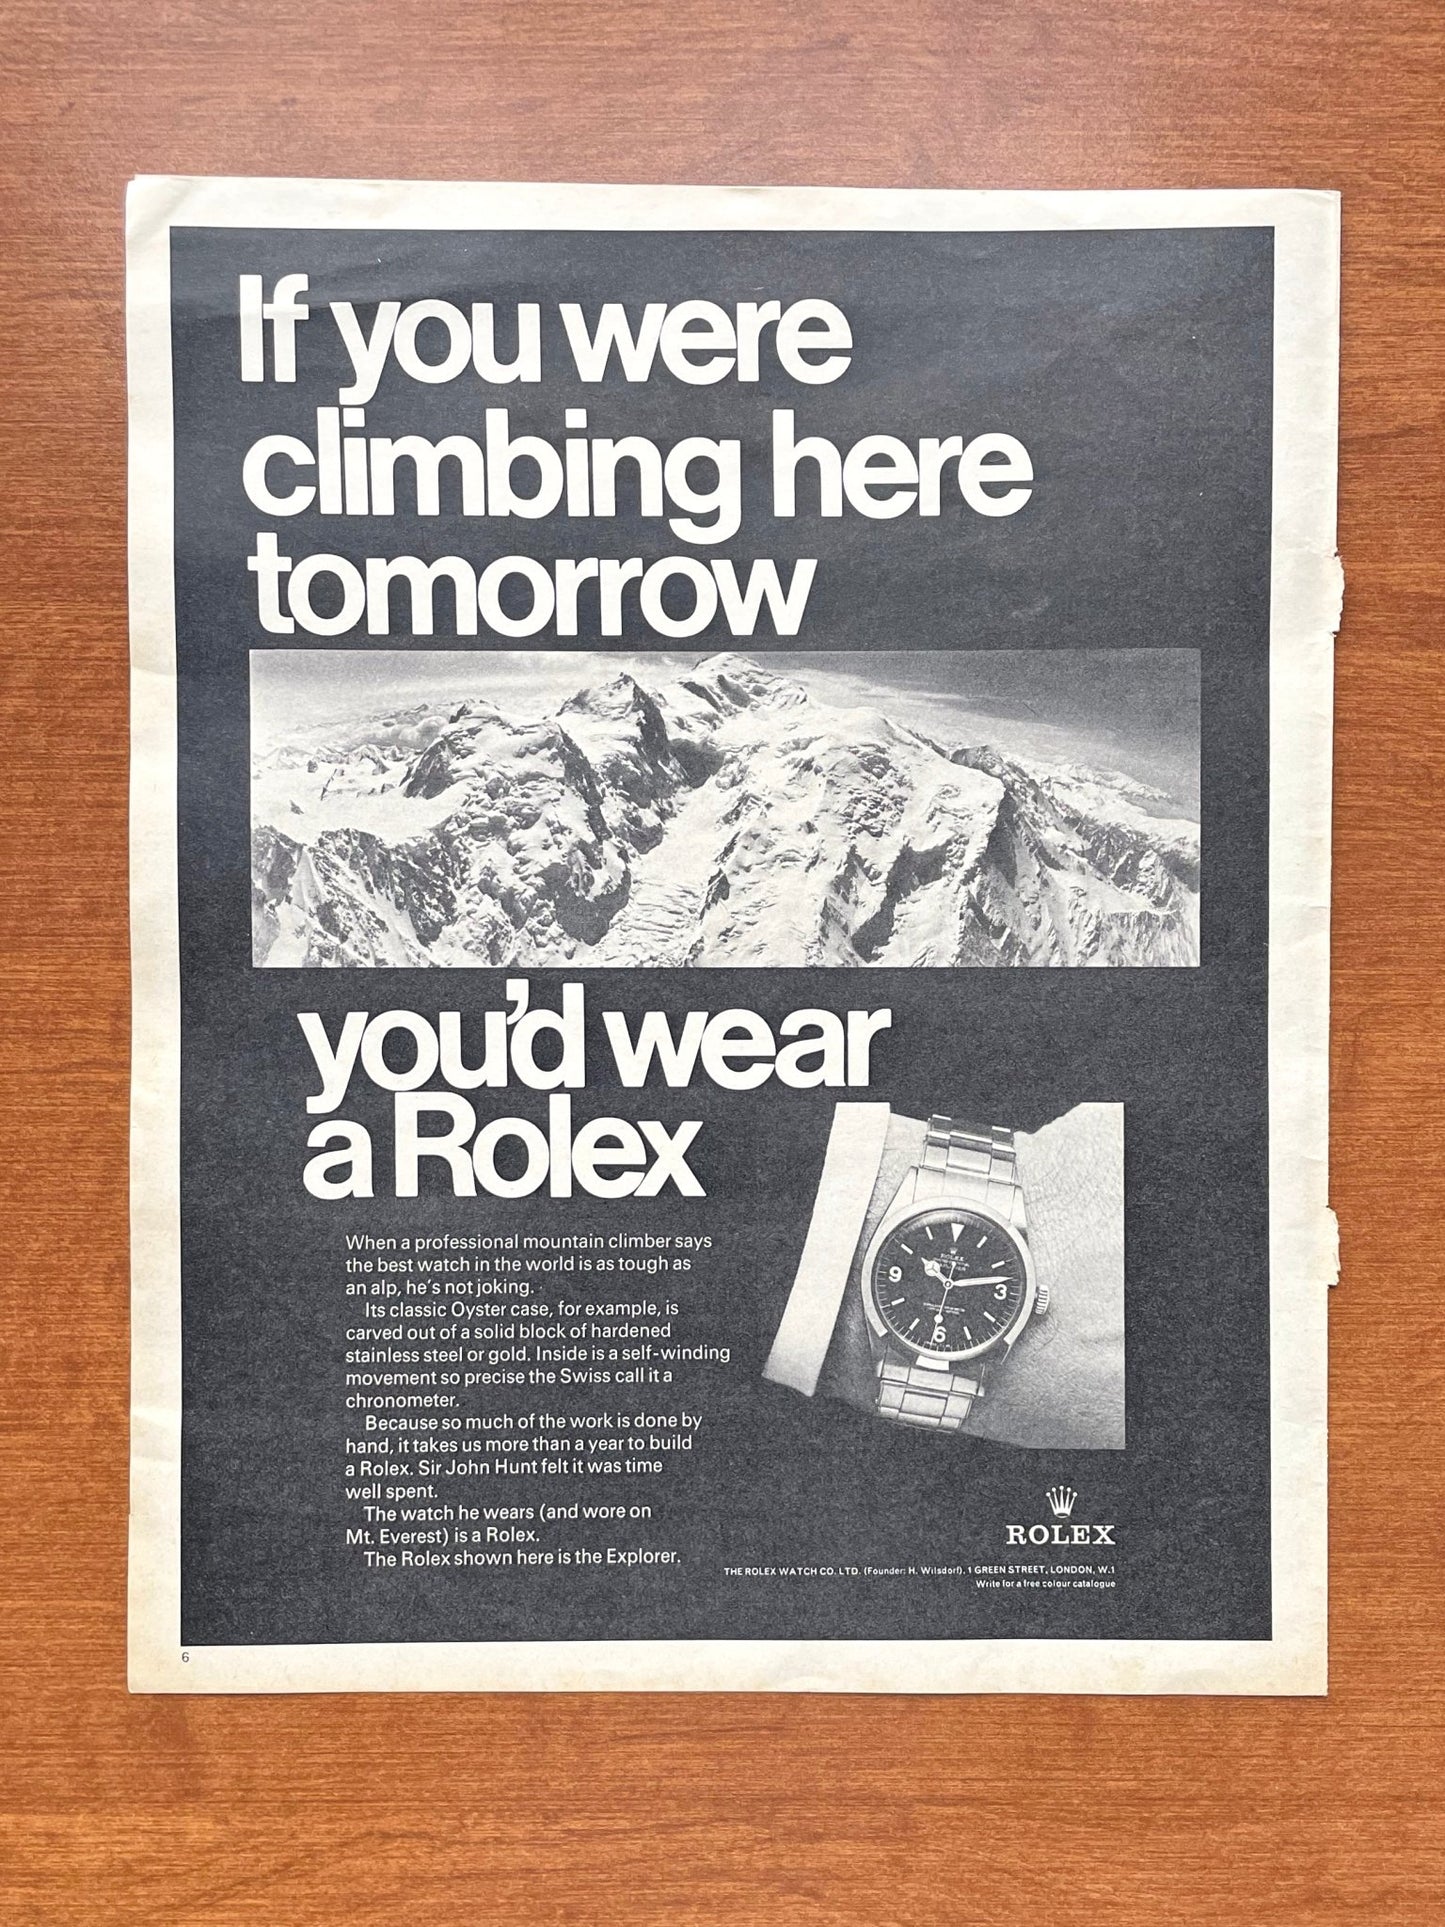 If you were
climbing here
tomorrow
you'd wear
a Rolex
When a professional mountain climber says
the best watch in the world is as tough as
an alp, he's not joking.
Its classic Oyster case, for example, is
carved out of a solid block of hardened
stainless steel or gold. Inside is a self-winding
movement so precise the Swiss call it a
chronometer.
Because so much of the work is done by
hand, it takes us more than a year to build
a Rolex. Sir John Hunt felt it was time
well spent.
The watch he wears (and wore on
Mt. Everest) is a Rolex.
The Rolex shown here is the Explorer.
ROLEX
9
3
6
ROLEX
THE ROLEX WATCH CO. LTD. (Founder: H. Wilsdorf). 1 GREEN STREET, LONDON, W.1
Write for a free colour catalogue
6